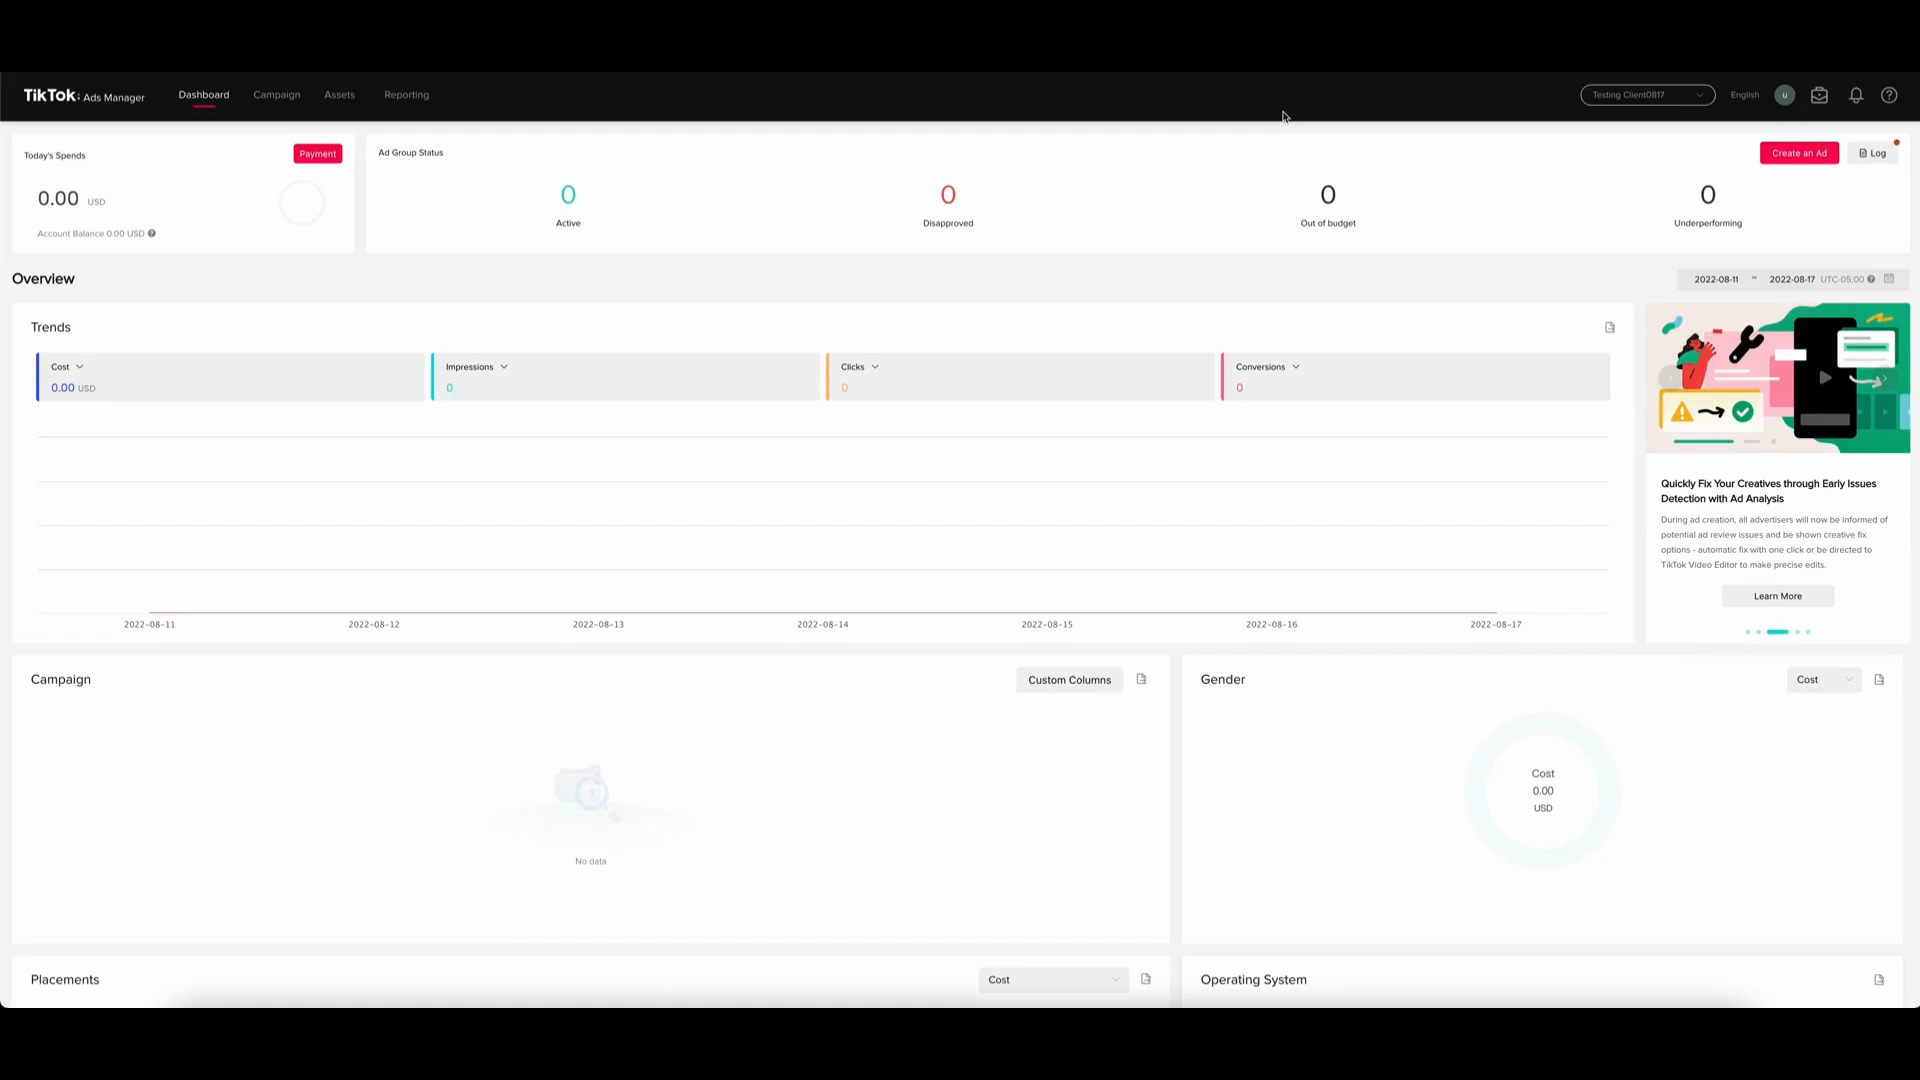 TikTok: Ads Manager
Dashboard
Campaign
Assets
Reporting
Testing Client0817
English
u
Today's Spends
Payment
0.00 USD
Account Balance 0.00 USD
Ad Group Status
Create an Ad
Log
0
Active
0
Disapproved
0
Out of budget
0
Underperforming
Overview
2022-08-11 ~ 2022-08-17 UTC-05:00
Trends
Cost
0.00 USD
Impressions
0
Clicks
0
Conversions
0
2022-08-11
2022-08-12
2022-08-13
2022-08-14
2022-08-15
2022-08-16
2022-08-17
Quickly Fix Your Creatives through Early Issues
Detection with Ad Analysis
During ad creation, all advertisers will now be informed of
potential ad review issues and be shown creative fix
options - automatic fix with one click or be directed to
TikTok Video Editor to make precise edits.
Learn More
Campaign
Custom Columns
No data
Gender
Cost
Cost
0.00
USD
Placements
Cost
Operating System